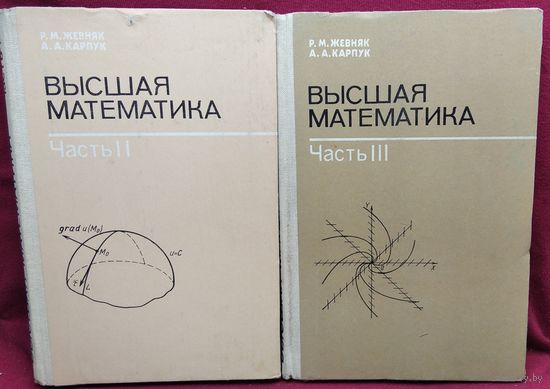 Р. М. ЖЕВНЯК
А. А. КАРПУК
ВЫСШАЯ
МАТЕМАТИКА
Часть II
grad u(M₀)
M₀
u=C
L
Р. М. ЖЕВНЯК
А. А. КАРПУК
ВЫСШАЯ
МАТЕМАТИКА
Часть III
Y
X